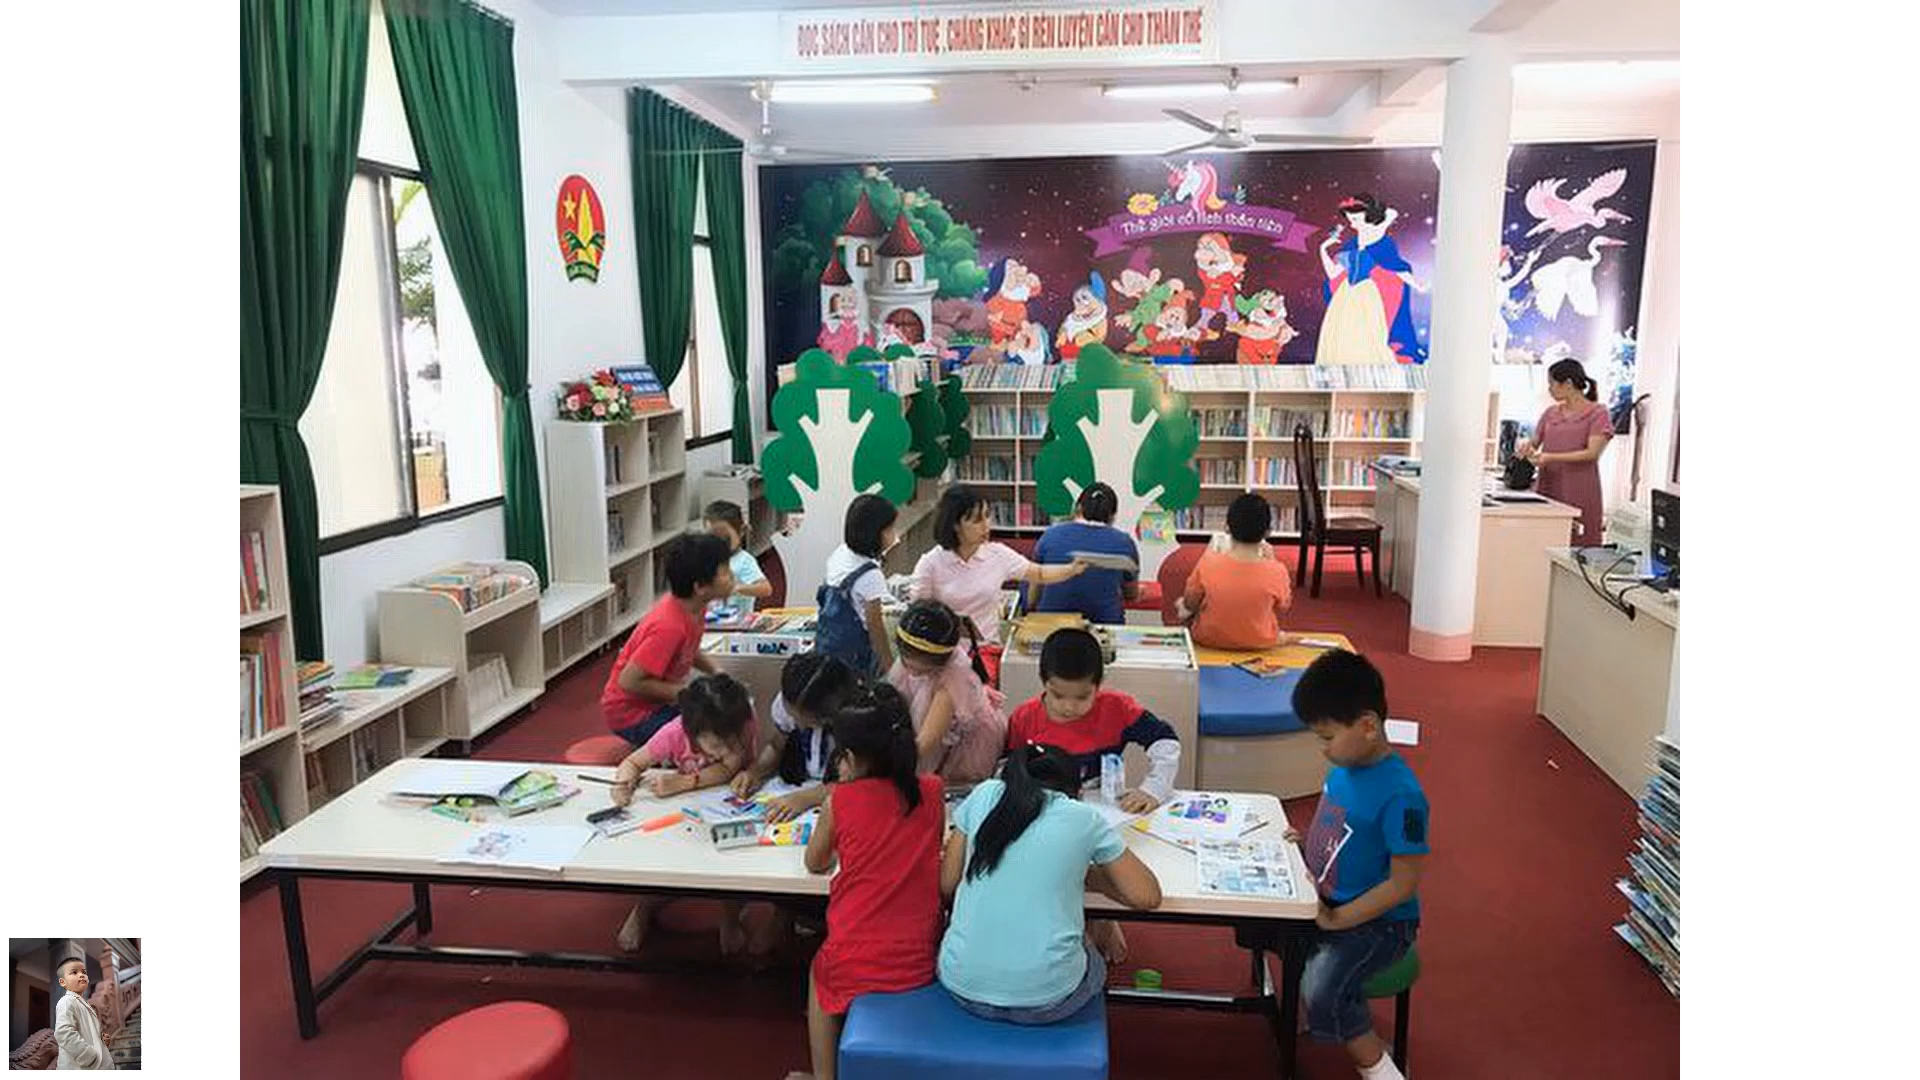 ĐỌC SÁCH CẦN CHO TRÍ TUỆ, CHẲNG KHÁC GÌ RÈN LUYỆN CẦN CHO THÂN THỂ
Thế giới cổ tích thần tiên